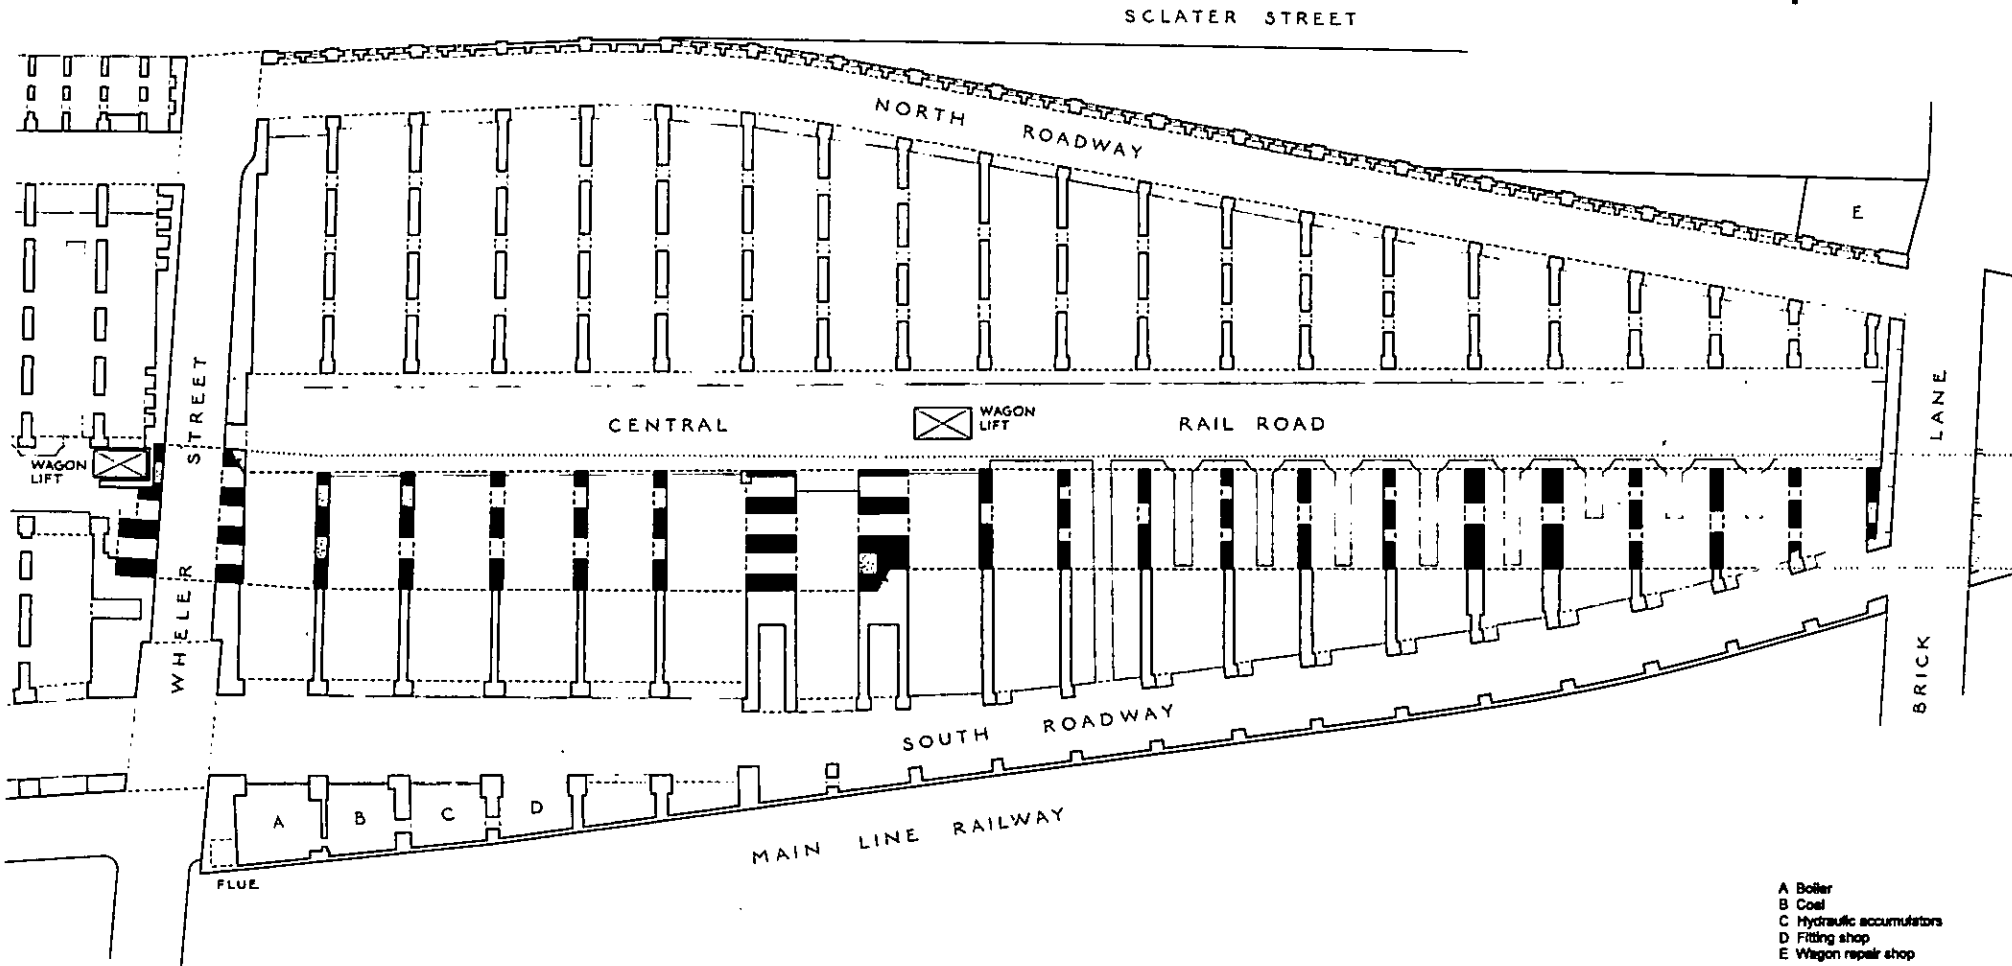 SCLATER STREET
NORTH ROADWAY
E
WHELER STREET
CENTRAL RAIL ROAD
WAGON
LIFT
WAGON
LIFT
BRICK LANE
SOUTH ROADWAY
A
B
C
D
MAIN LINE RAILWAY
FLUE
A Boiler
B Coal
C Hydraulic accumulators
D Fitting shop
E Wagon repair shop